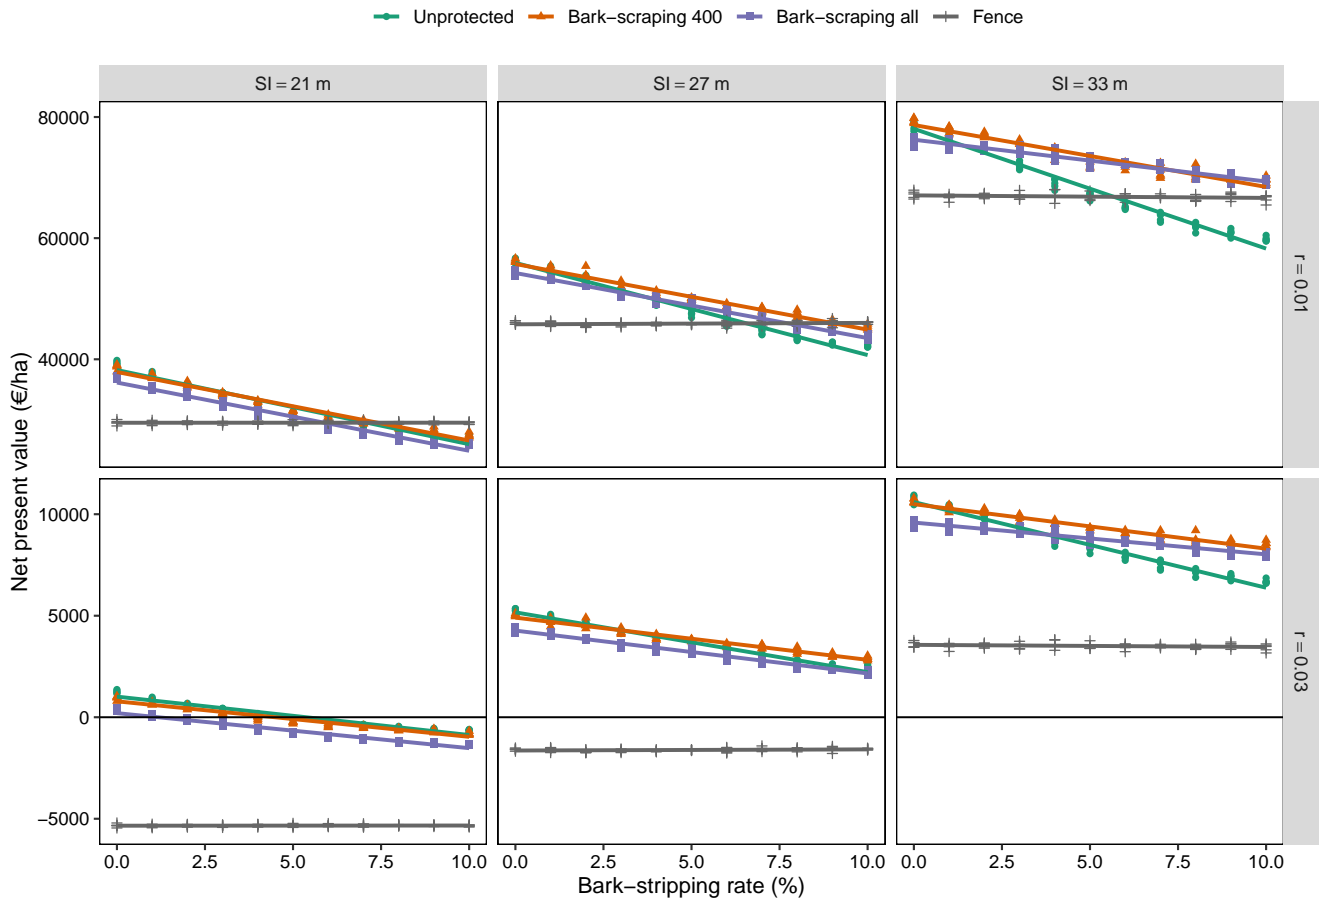 Unprotected Bark−scraping 400 Bark−scraping all Fence
SI = 21 m SI = 27 m SI = 33 m
80000
60000
40000
r = 0.01
Net present value (€/ha)
10000
5000
0
−5000
r = 0.03
0.0 2.5 5.0 7.5 10.0 0.0 2.5 5.0 7.5 10.0 0.0 2.5 5.0 7.5 10.0
Bark−stripping rate (%)